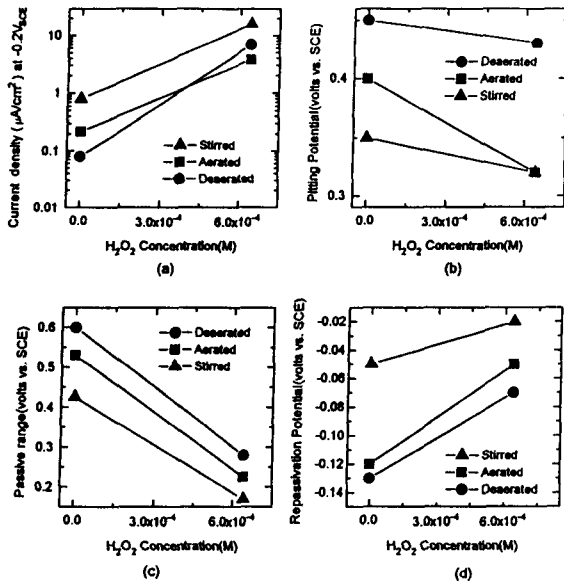 Current density (μA/cm²) at -0.2V_SCE
10
1
0.1
0.01
Stirred
Aerated
Deaerated
0.0 3.0x10⁻⁴ 6.0x10⁻⁴
H₂O₂ Concentration(M)
(a)
Pitting Potential(volts vs. SCE)
0.4
0.3
Deaerated
Aerated
Stirred
0.0 3.0x10⁻⁴ 6.0x10⁻⁴
H₂O₂ Concentration(M)
(b)
Passive range(volts vs. SCE)
0.6
0.5
0.4
0.3
0.2
Deaerated
Aerated
Stirred
0.0 3.0x10⁻⁴ 6.0x10⁻⁴
H₂O₂ Concentration(M)
(c)
Repassivation Potential(volts vs. SCE)
-0.02
-0.04
-0.06
-0.08
-0.10
-0.12
-0.14
Stirred
Aerated
Deaerated
0.0 3.0x10⁻⁴ 6.0x10⁻⁴
H₂O₂ Concentration(M)
(d)